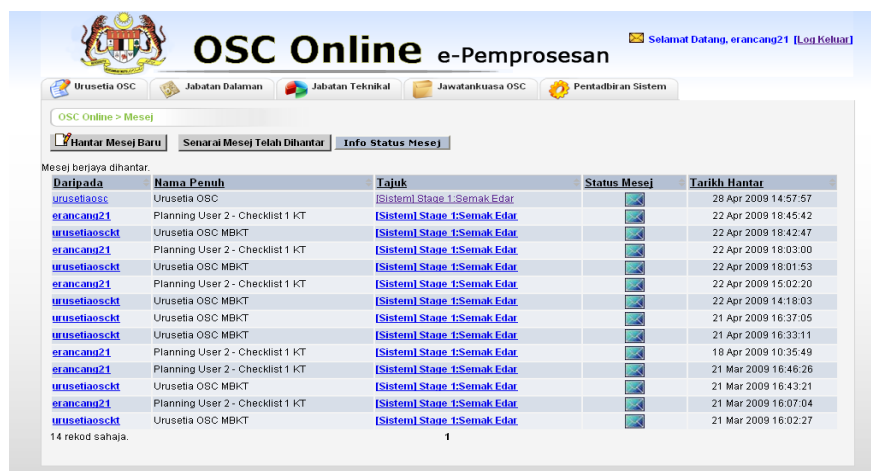 OSC Online e-Pemprosesan
Selamat Datang, erancang21 [Log Keluar]
Urusetia OSC Jabatan Dalaman Jabatan Teknikal Jawatankuasa OSC Pentadbiran Sistem
OSC Online > Mesej
Hantar Mesej Baru Senarai Mesej Telah Dihantar Info Status Mesej
Mesej berjaya dihantar.
Daripada Nama Penuh Tajuk Status Mesej Tarikh Hantar
urusetiaosc Urusetia OSC [Sistem] Stage 1:Semak Edar 28 Apr 2009 14:57:57
erancang21 Planning User 2 - Checklist 1 KT [Sistem] Stage 1:Semak Edar 22 Apr 2009 18:45:42
urusetiaosckt Urusetia OSC MBKT [Sistem] Stage 1:Semak Edar 22 Apr 2009 18:42:47
erancang21 Planning User 2 - Checklist 1 KT [Sistem] Stage 1:Semak Edar 22 Apr 2009 18:03:00
urusetiaosckt Urusetia OSC MBKT [Sistem] Stage 1:Semak Edar 22 Apr 2009 18:01:53
erancang21 Planning User 2 - Checklist 1 KT [Sistem] Stage 1:Semak Edar 22 Apr 2009 15:02:20
urusetiaosckt Urusetia OSC MBKT [Sistem] Stage 1:Semak Edar 22 Apr 2009 14:18:03
urusetiaosckt Urusetia OSC MBKT [Sistem] Stage 1:Semak Edar 21 Apr 2009 16:37:05
urusetiaosckt Urusetia OSC MBKT [Sistem] Stage 1:Semak Edar 21 Apr 2009 16:33:11
erancang21 Planning User 2 - Checklist 1 KT [Sistem] Stage 1:Semak Edar 18 Apr 2009 10:35:49
erancang21 Planning User 2 - Checklist 1 KT [Sistem] Stage 1:Semak Edar 21 Mar 2009 16:46:26
urusetiaosckt Urusetia OSC MBKT [Sistem] Stage 1:Semak Edar 21 Mar 2009 16:43:21
erancang21 Planning User 2 - Checklist 1 KT [Sistem] Stage 1:Semak Edar 21 Mar 2009 16:07:04
urusetiaosckt Urusetia OSC MBKT [Sistem] Stage 1:Semak Edar 21 Mar 2009 16:02:27
14 rekod sahaja. 1